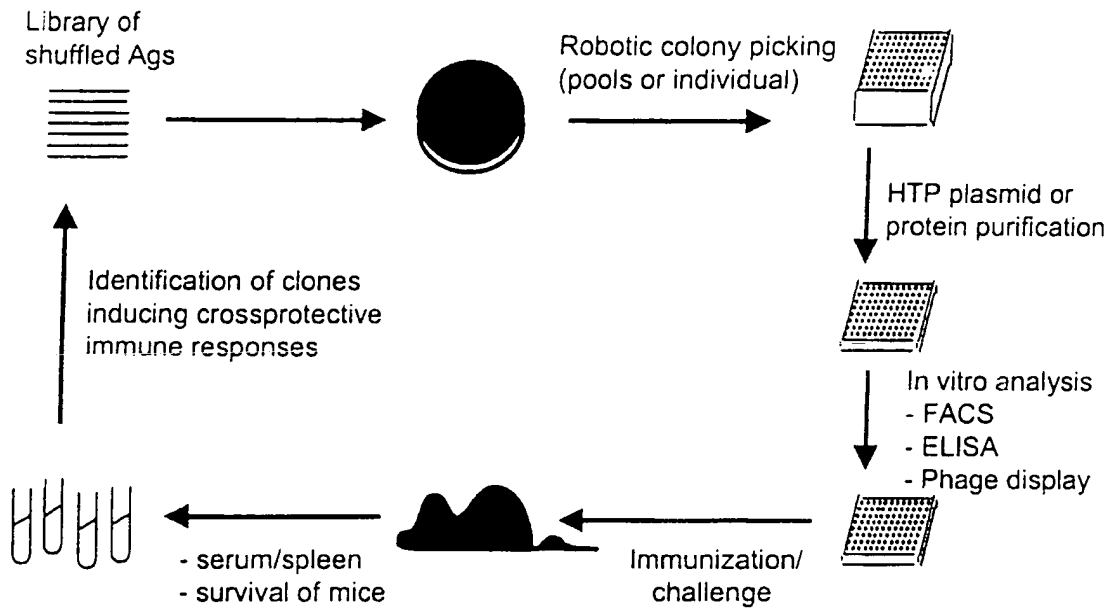 Library of
shuffled Ags
Robotic colony picking
(pools or individual)
HTP plasmid or
protein purification
In vitro analysis
- FACS
- ELISA
- Phage display
Immunization/
challenge
- serum/spleen
- survival of mice
Identification of clones
inducing crossprotective
immune responses